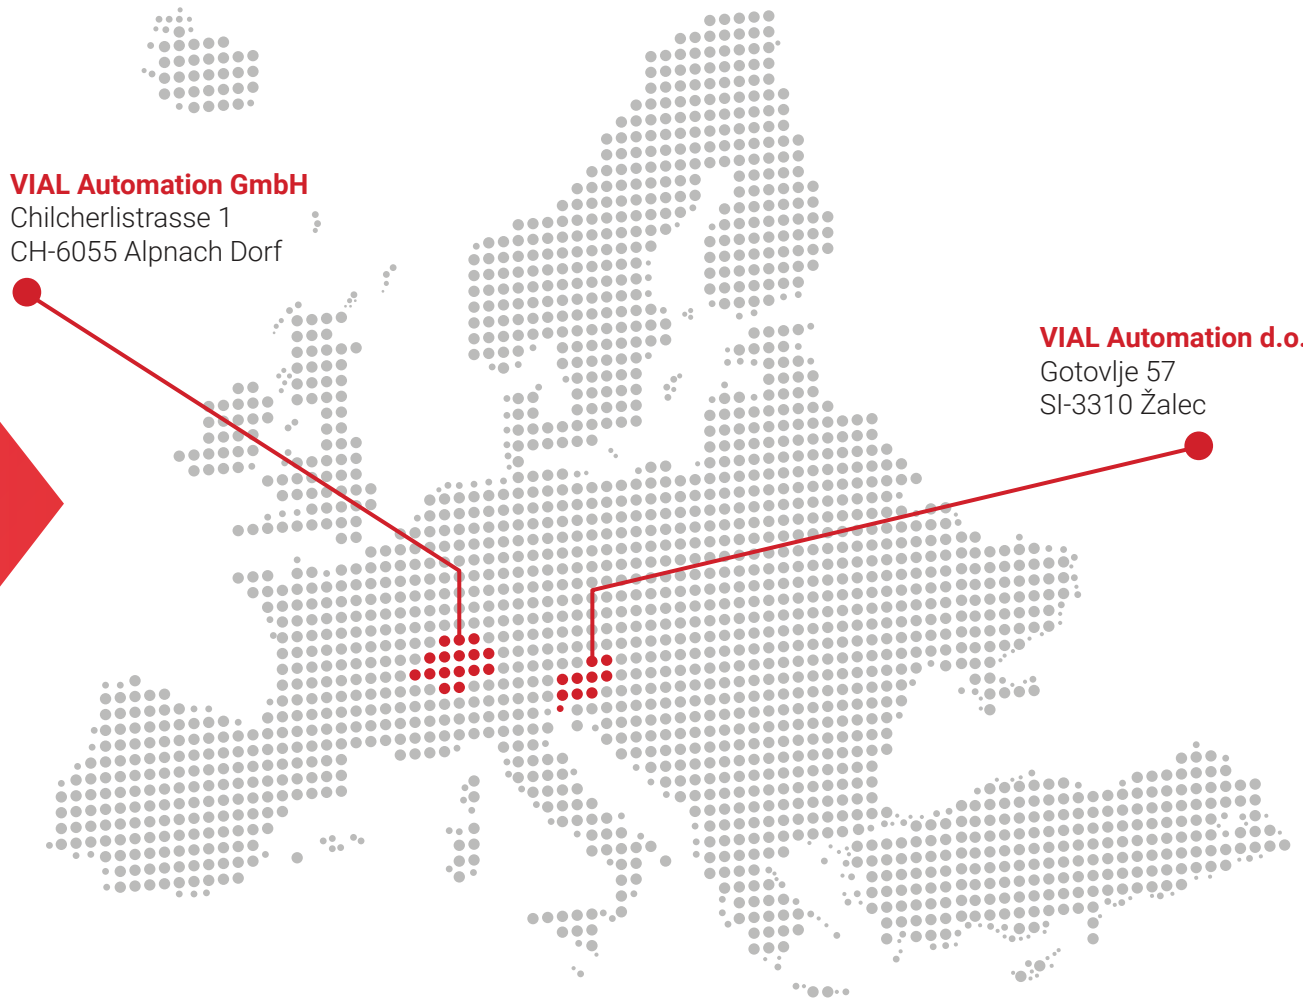 VIAL Automation GmbH
Chilcherlistrasse 1
CH-6055 Alpnach Dorf
VIAL Automation d.o.
Gotovlje 57
SI-3310 Žalec